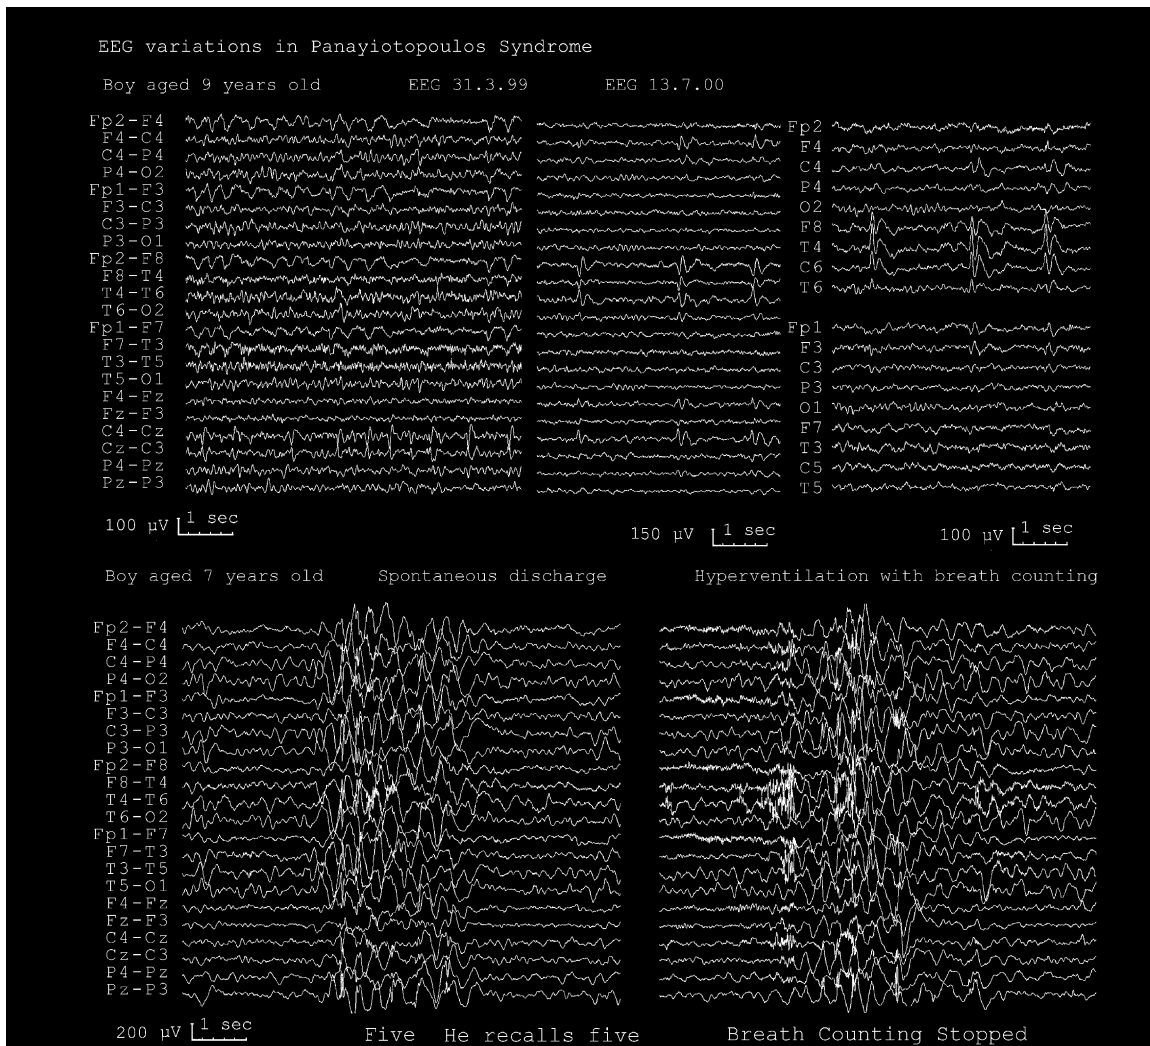 EEG variations in Panayiotopoulos Syndrome
Boy aged 9 years old EEG 31.3.99 EEG 13.7.00
Fp2-F4
F4-C4
C4-P4
P4-O2
Fp1-F3
F3-C3
C3-P3
P3-O1
Fp2-F8
F8-T4
T4-T6
T6-O2
Fp1-F7
F7-T3
T3-T5
T5-O1
F4-Fz
Fz-F3
C4-Cz
Cz-C3
P4-Pz
Pz-P3
Fp2
F4
C4
P4
O2
F8
T4
C6
T6
Fp1
F3
C3
P3
O1
F7
T3
C5
T5
100 µV 1 sec
150 µV 1 sec
100 µV 1 sec
Boy aged 7 years old Spontaneous discharge Hyperventilation with breath counting
Fp2-F4
F4-C4
C4-P4
P4-O2
Fp1-F3
F3-C3
C3-P3
P3-O1
Fp2-F8
F8-T4
T4-T6
T6-O2
Fp1-F7
F7-T3
T3-T5
T5-O1
F4-Fz
Fz-F3
C4-Cz
Cz-C3
P4-Pz
Pz-P3
200 µV 1 sec Five He recalls five Breath Counting Stopped